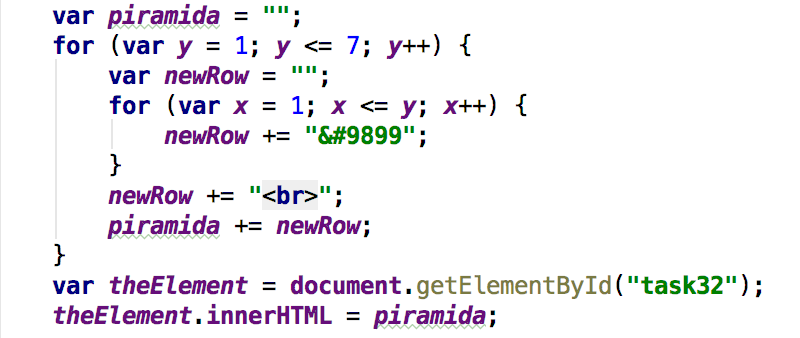 var piramida = "";
for (var y = 1; y <= 7; y++) {
var newRow = "";
for (var x = 1; x <= y; x++) {
newRow += "&#9899";
}
newRow += "<br>";
piramida += newRow;
}
var theElement = document.getElementById("task32");
theElement.innerHTML = piramida;